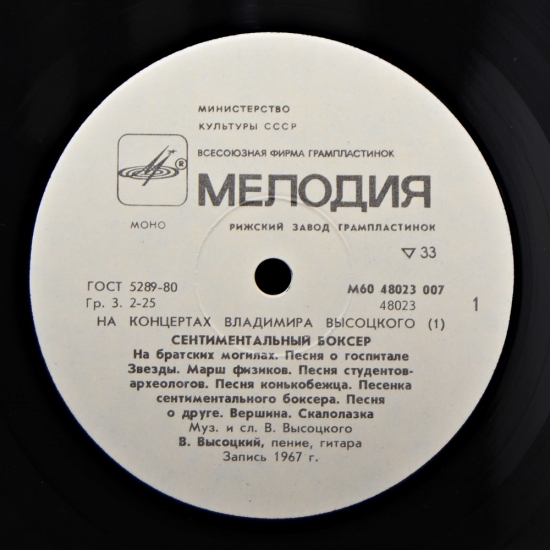 МИНИСТЕРСТВО
КУЛЬТУРЫ СССР
ВСЕСОЮЗНАЯ ФИРМА ГРАМПЛАСТИНОК
® МЕЛОДИЯ
МОНО РИЖСКИЙ ЗАВОД ГРАМПЛАСТИНОК
▽ 33
ГОСТ 5289-80 М60 48023 007
Гр. 3. 2-25 48023 1
НА КОНЦЕРТАХ ВЛАДИМИРА ВЫСОЦКОГО (1)
СЕНТИМЕНТАЛЬНЫЙ БОКСЕР
На братских могилах. Песня о госпитале
Звезды. Марш физиков. Песня студентов-
археологов. Песня конькобежца. Песенка
сентиментального боксера. Песня
о друге. Вершина. Скалолазка
Муз. и сл. В. Высоцкого
В. Высоцкий, пение, гитара
Запись 1967 г.